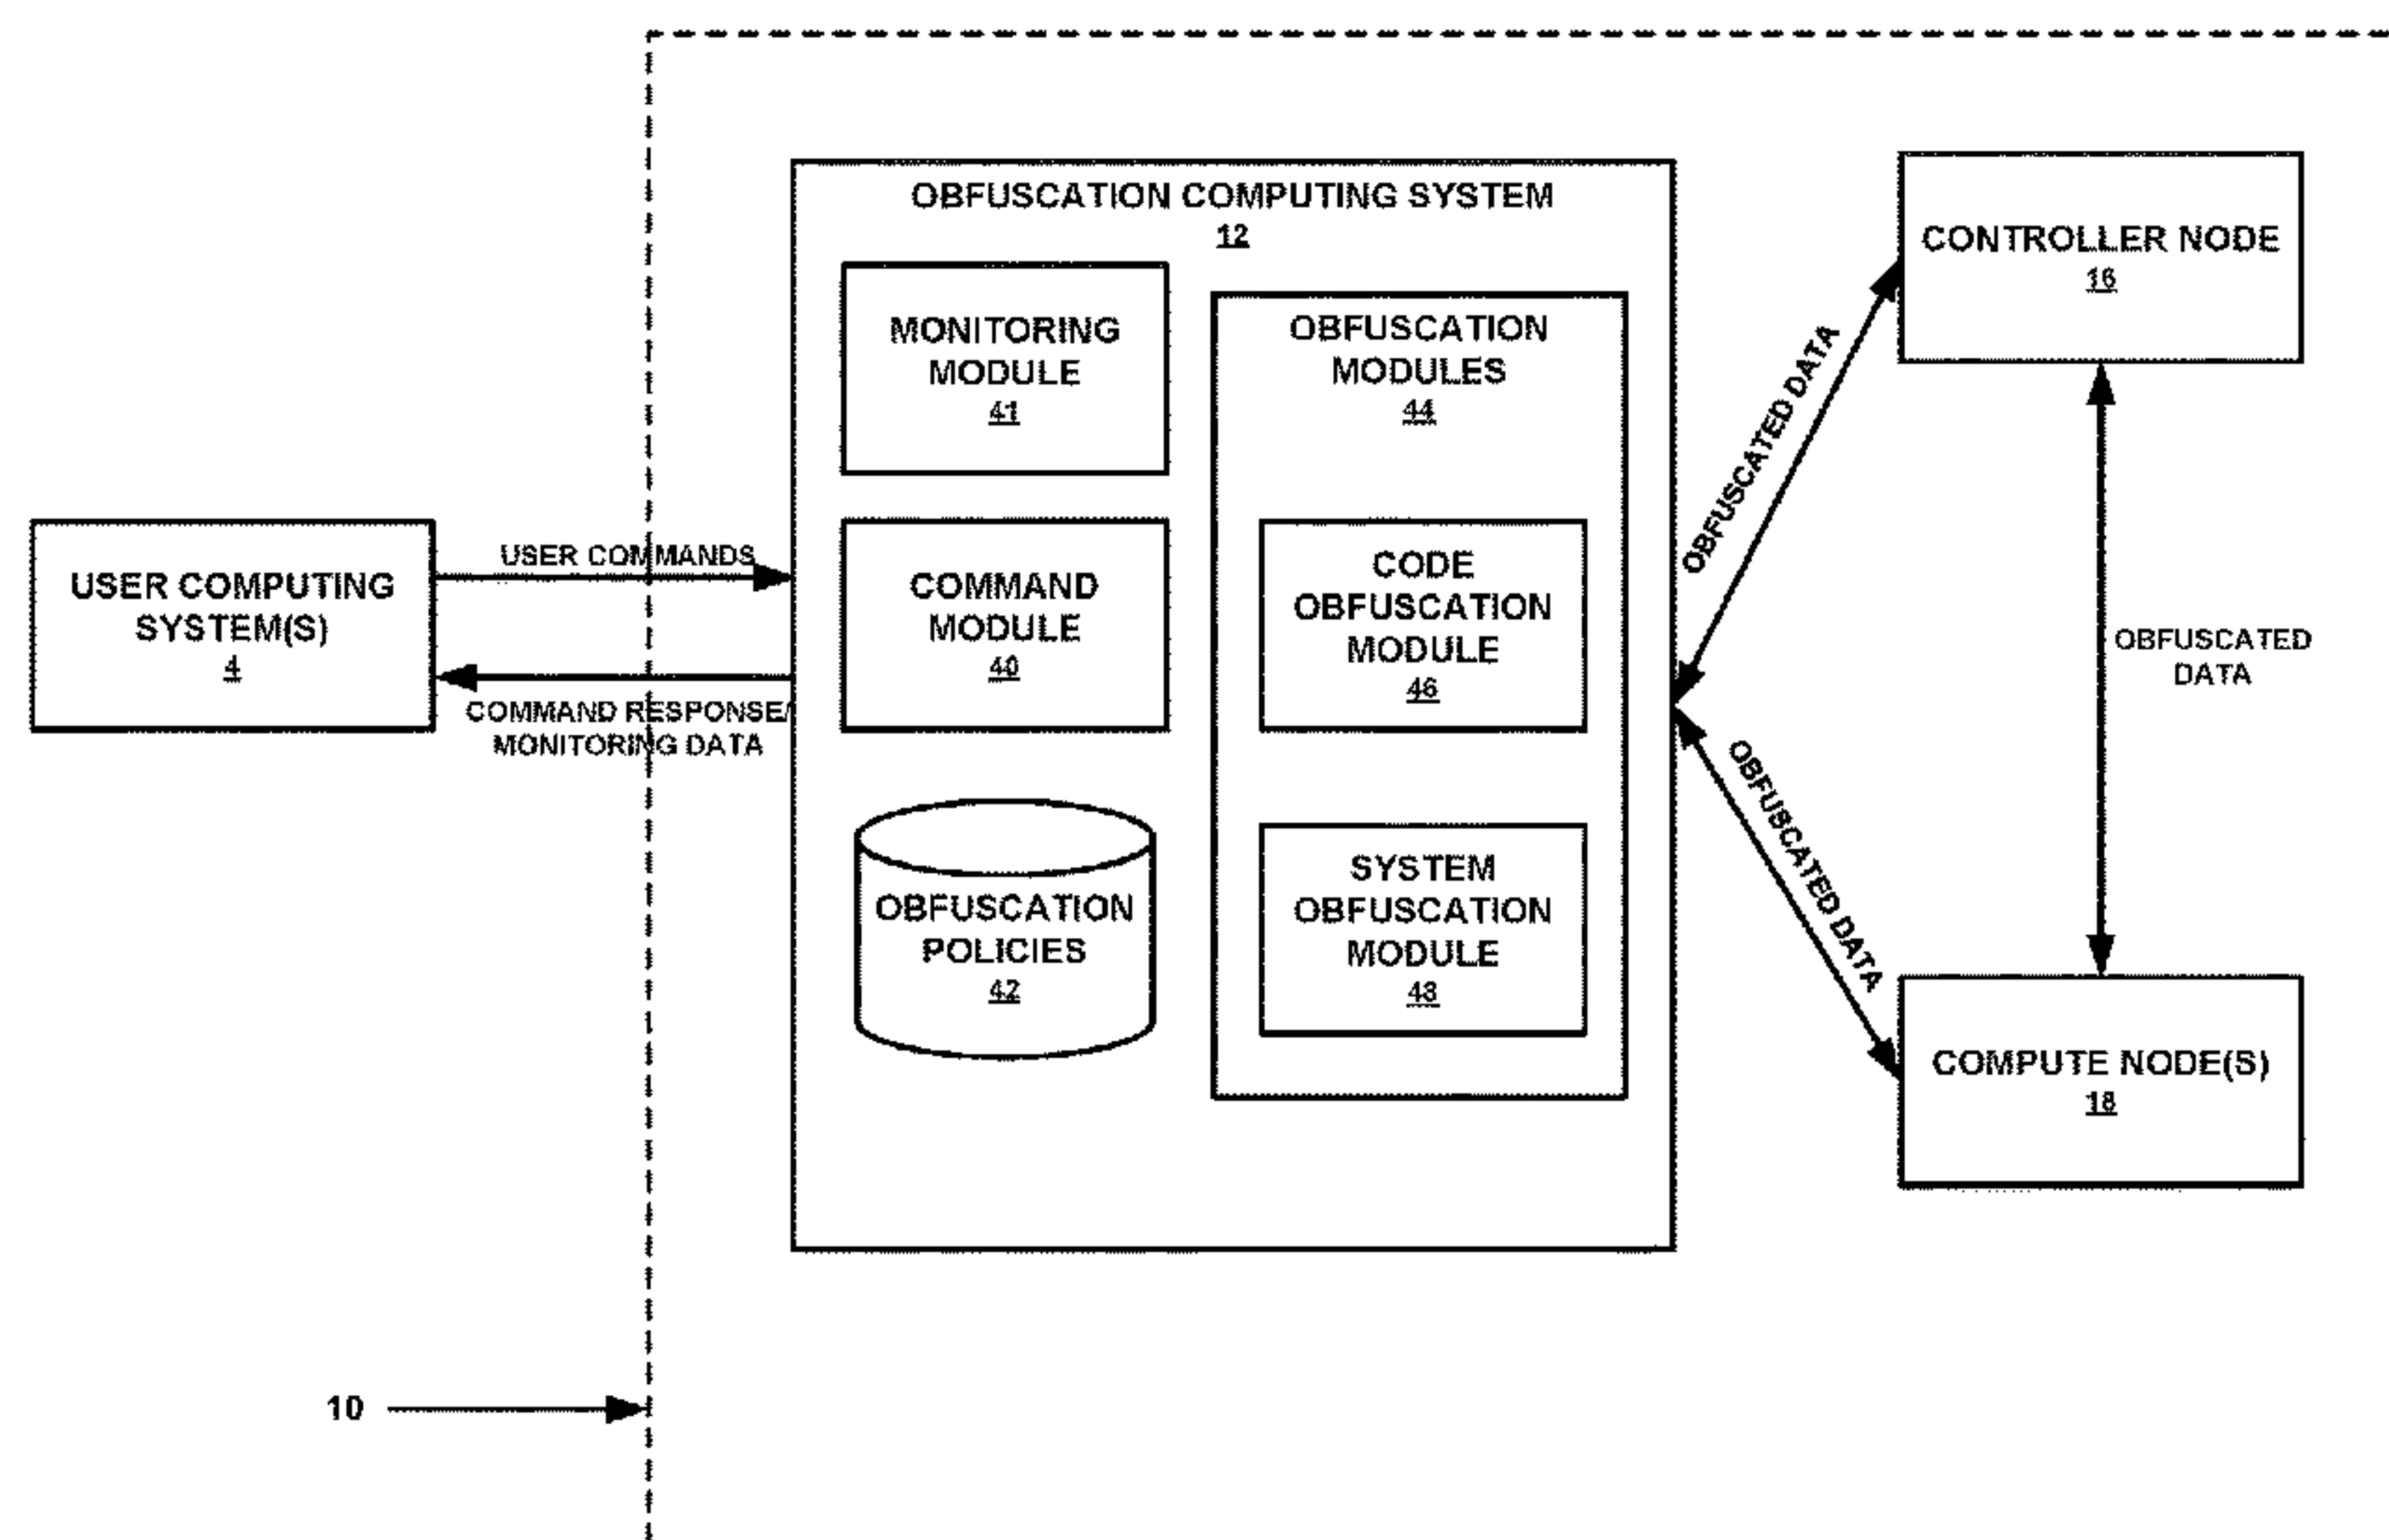 OBFUSCATION COMPUTING SYSTEM
12
MONITORING
MODULE
41
OBFUSCATION
MODULES
44
CONTROLLER NODE
16
USER COMPUTING
SYSTEM(S)
4
USER COMMANDS
COMMAND RESPONSE/
MONITORING DATA
COMMAND
MODULE
40
CODE
OBFUSCATION
MODULE
46
OBFUSCATED DATA
OBFUSCATED
DATA
OBFUSCATION
POLICIES
42
SYSTEM
OBFUSCATION
MODULE
48
OBFUSCATED DATA
COMPUTE NODE(S)
18
10